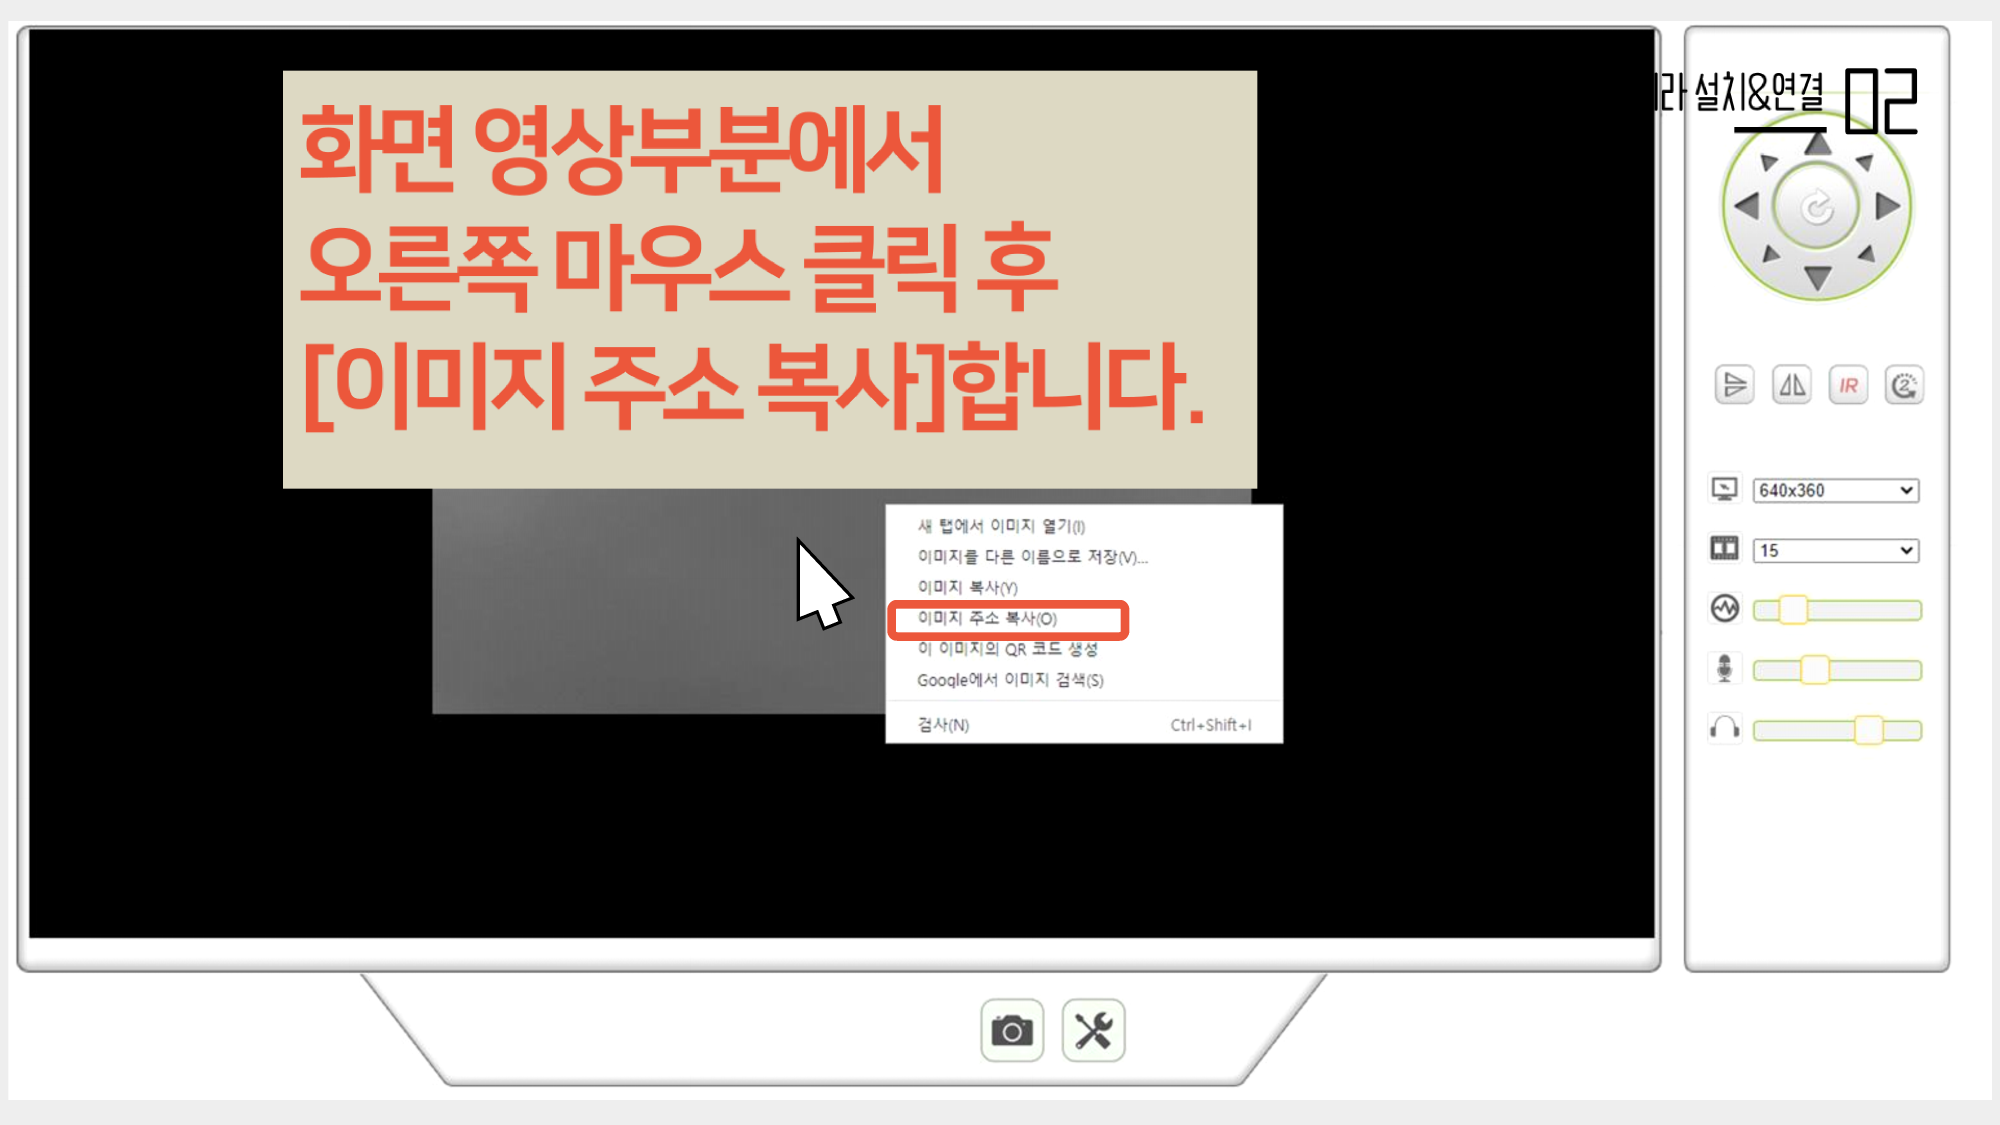 화면 영상부분에서
오른쪽 마우스 클릭 후
[이미지 주소 복사]합니다.
설치&연결 02
새 탭에서 이미지 열기(I)
이미지를 다른 이름으로 저장(V)...
이미지 복사(Y)
이미지 주소 복사(O)
이 이미지의 QR 코드 생성
Google에서 이미지 검색(S)
검사(N) Ctrl+Shift+I
IR
2
640x360
15